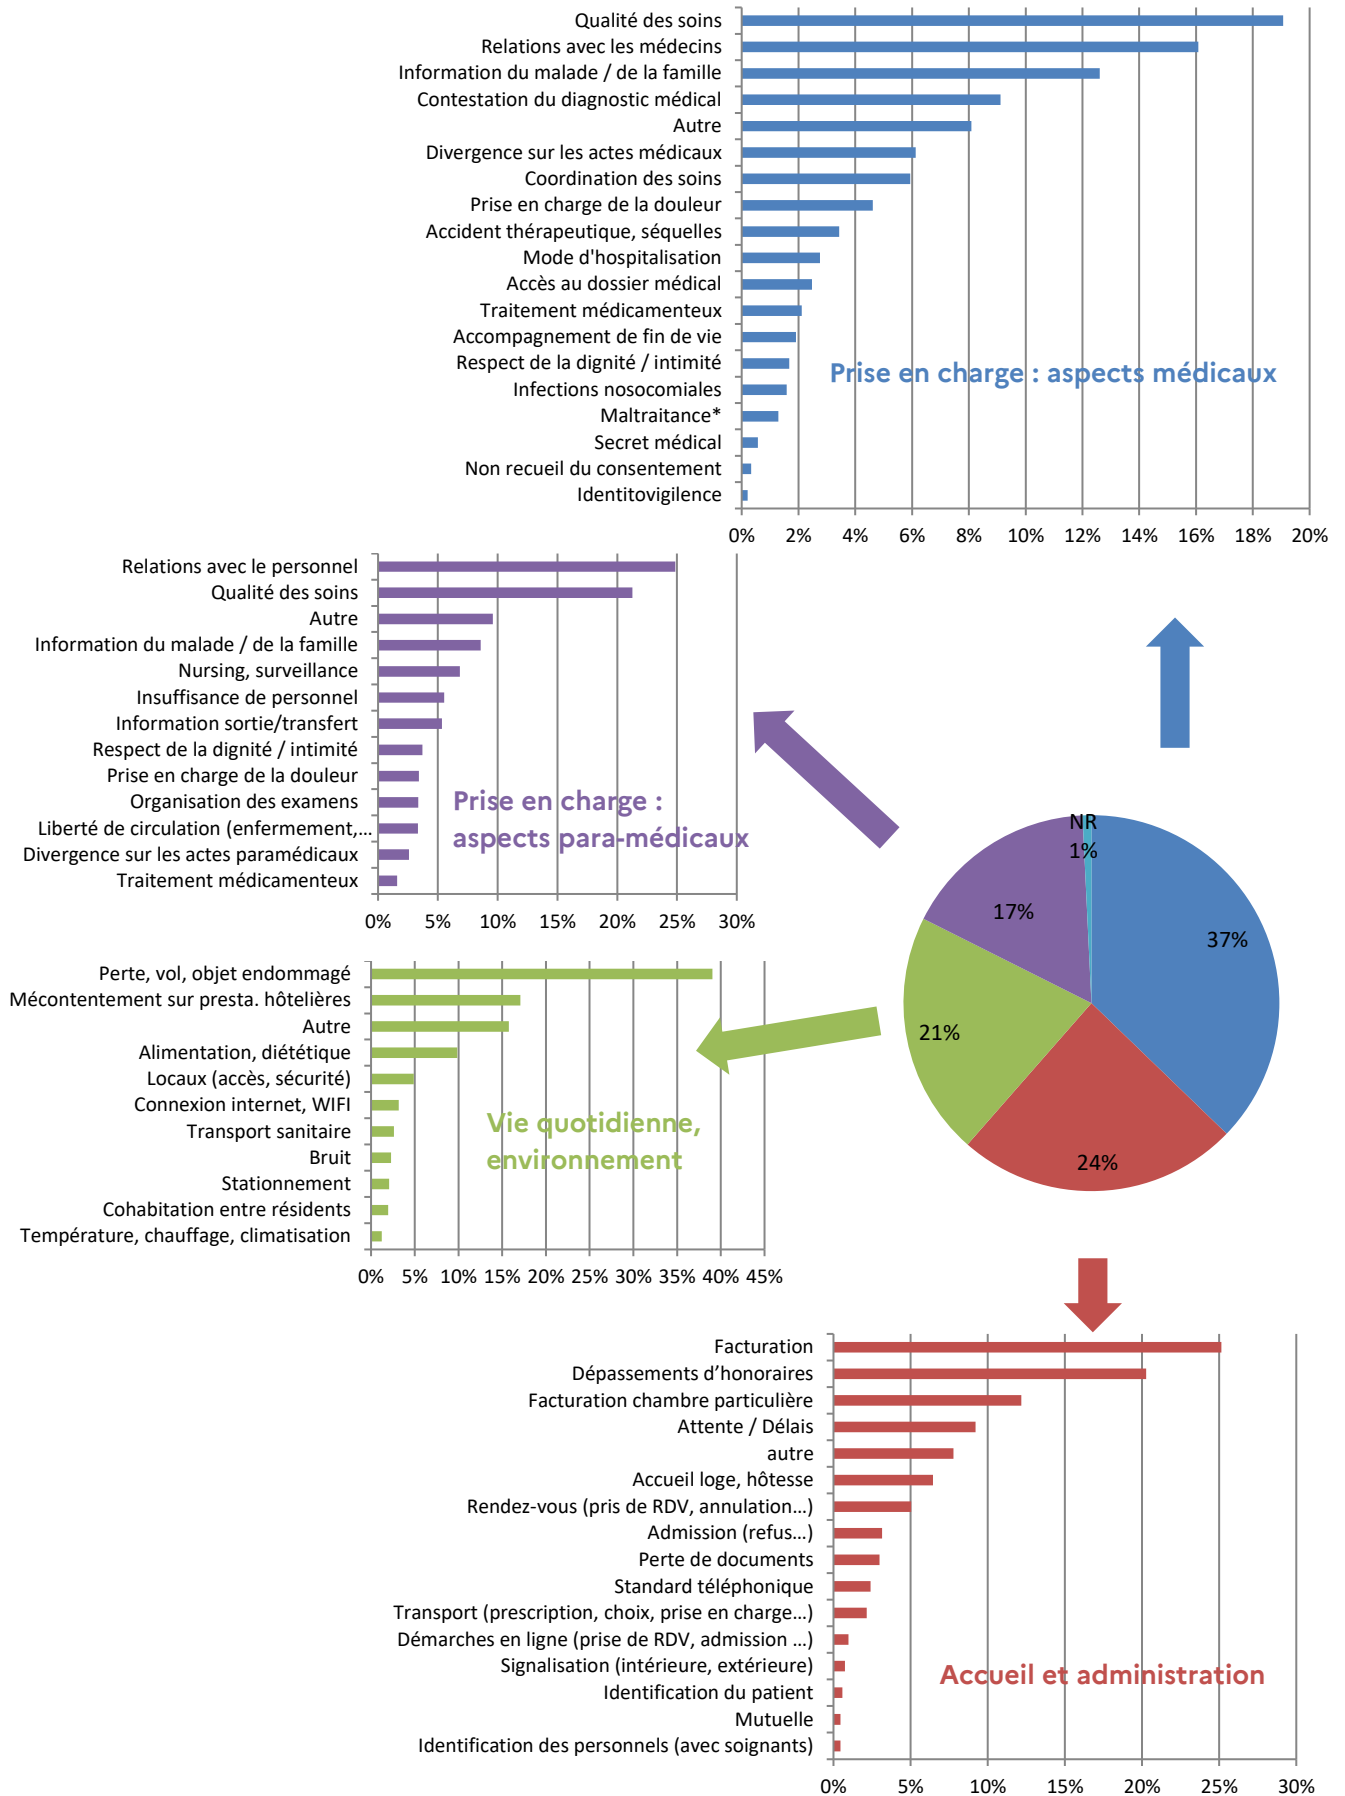 Qualité des soins
Relations avec les médecins
Information du malade / de la famille
Contestation du diagnostic médical
Autre
Divergence sur les actes médicaux
Coordination des soins
Prise en charge de la douleur
Accident thérapeutique, séquelles
Mode d'hospitalisation
Accès au dossier médical
Traitement médicamenteux
Accompagnement de fin de vie
Respect de la dignité / intimité
Infections nosocomiales
Maltraitance*
Secret médical
Non recueil du consentement
Identitovigilence
Prise en charge : aspects médicaux
0% 2% 4% 6% 8% 10% 12% 14% 16% 18% 20%
Relations avec le personnel
Qualité des soins
Autre
Information du malade / de la famille
Nursing, surveillance
Insuffisance de personnel
Information sortie/transfert
Respect de la dignité / intimité
Prise en charge de la douleur
Organisation des examens
Liberté de circulation (enfermement,...
Divergence sur les actes paramédicaux
Traitement médicamenteux
Prise en charge :
aspects para-médicaux
0% 5% 10% 15% 20% 25% 30%
NR
1%
17%
37%
21%
24%
Perte, vol, objet endommagé
Mécontentement sur presta. hôtelières
Autre
Alimentation, diététique
Locaux (accès, sécurité)
Connexion internet, WIFI
Transport sanitaire
Bruit
Stationnement
Cohabitation entre résidents
Température, chauffage, climatisation
Vie quotidienne,
environnement
0% 5% 10% 15% 20% 25% 30% 35% 40% 45%
Facturation
Dépassements d’honoraires
Facturation chambre particulière
Attente / Délais
autre
Accueil loge, hôtesse
Rendez-vous (pris de RDV, annulation…)
Admission (refus…)
Perte de documents
Standard téléphonique
Transport (prescription, choix, prise en charge…)
Démarches en ligne (prise de RDV, admission …)
Signalisation (intérieure, extérieure)
Identification du patient
Mutuelle
Identification des personnels (avec soignants)
Accueil et administration
0% 5% 10% 15% 20% 25% 30%